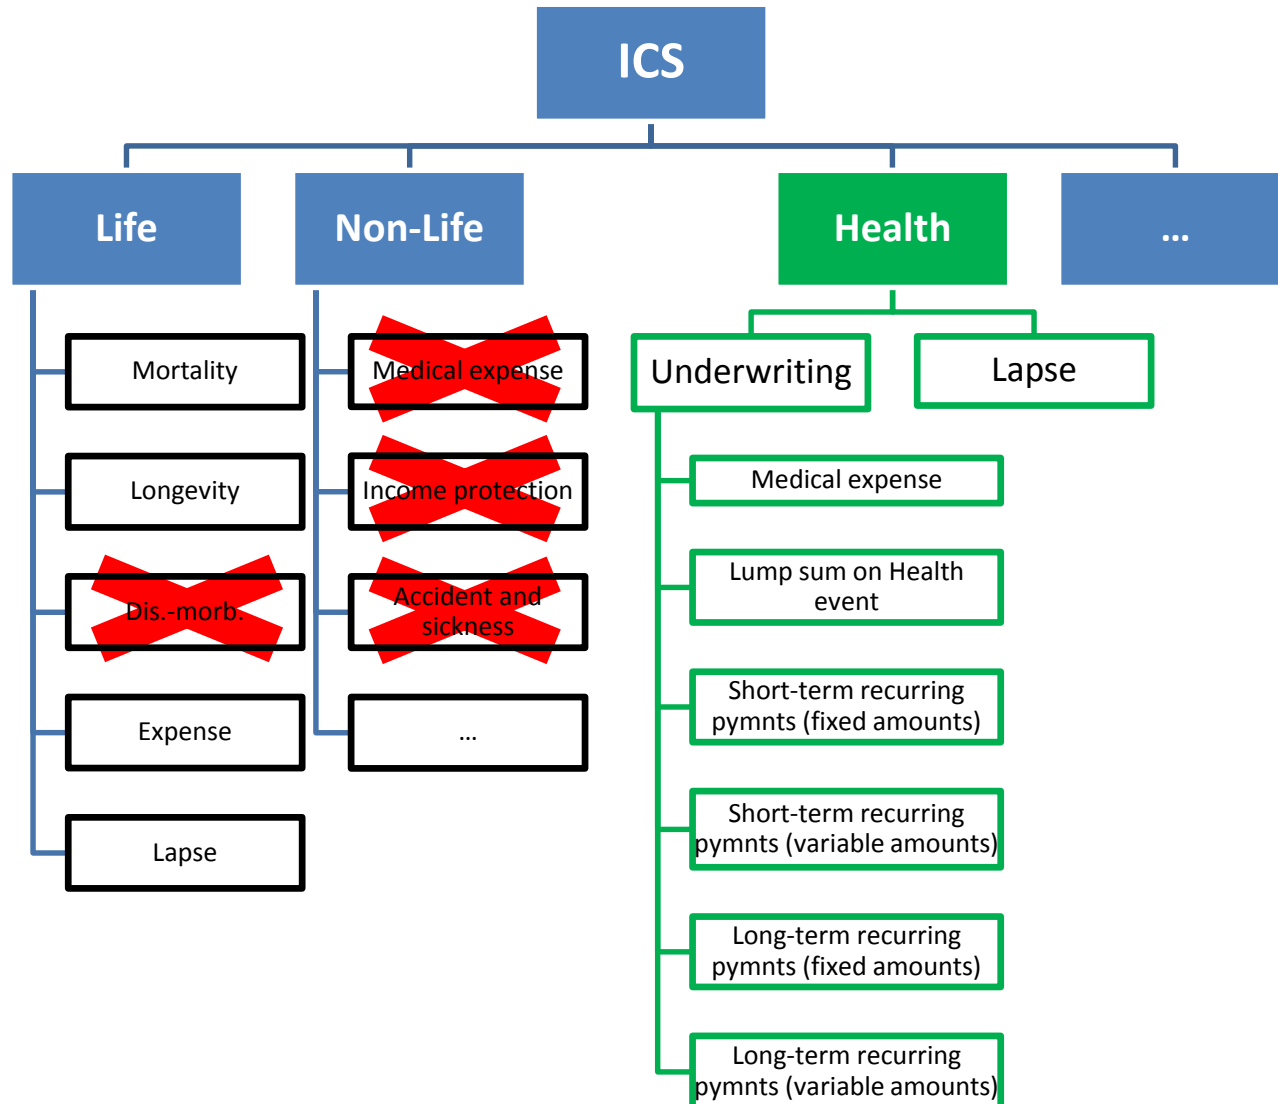 ICS
Life
Non-Life
Health
...
Mortality
Longevity
Dis.-morb.
Expense
Lapse
Medical expense
Income protection
Accident and
sickness
...
Underwriting
Lapse
Medical expense
Lump sum on Health
event
Short-term recurring
pymnts (fixed amounts)
Short-term recurring
pymnts (variable amounts)
Long-term recurring
pymnts (fixed amounts)
Long-term recurring
pymnts (variable amounts)